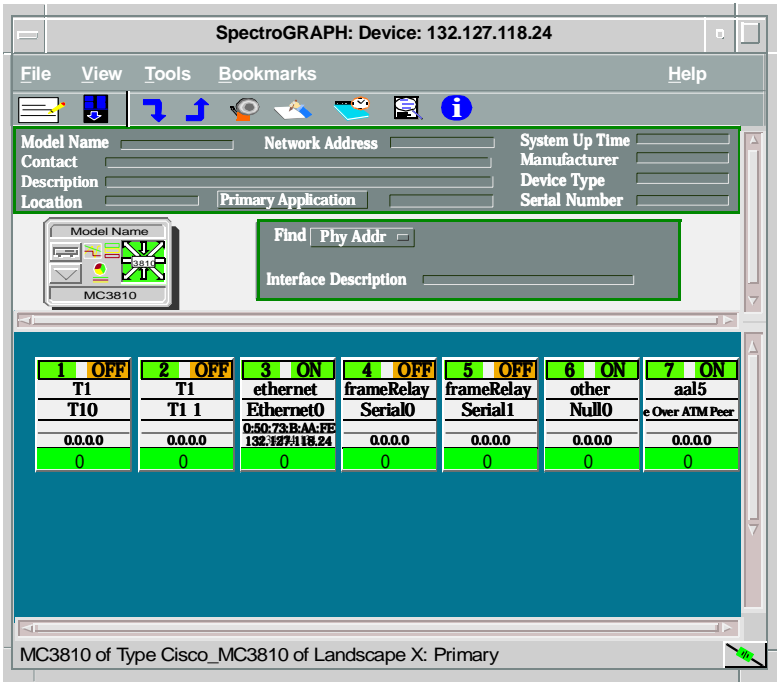 SpectroGRAPH: Device: 132.127.118.24
File View Tools Bookmarks Help
Model Name Network Address System Up Time
Contact Manufacturer
Description Device Type
Location Primary Application Serial Number
Model Name
3810
MC3810
Find Phy Addr
Interface Description
1 OFF 2 OFF 3 ON 4 OFF 5 OFF 6 ON 7 ON
T1 T1 ethernet frameRelay frameRelay other aal5
T10 T1 1 Ethernet0 Serial0 Serial1 Null0 e Over ATM Peer
0:50:73:B:AA:FE
0.0.0.0 0.0.0.0 132.127.118.24 0.0.0.0 0.0.0.0 0.0.0.0 0.0.0.0
0 0 0 0 0 0 0
MC3810 of Type Cisco_MC3810 of Landscape X: Primary